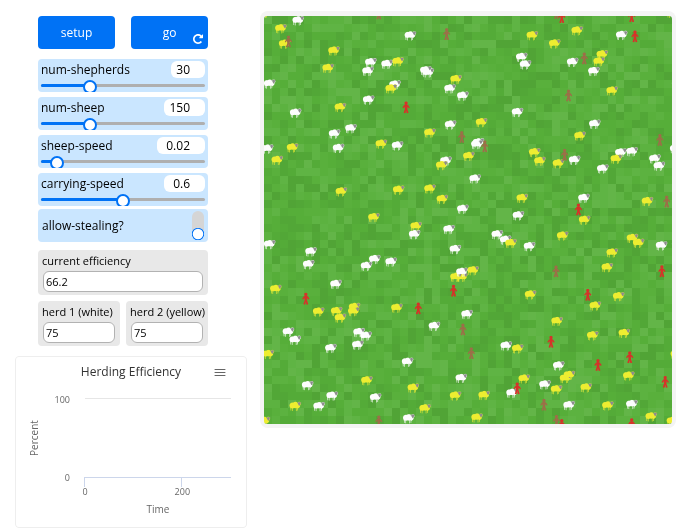 setup
go
num-shepherds 30
num-sheep 150
sheep-speed 0.02
carrying-speed 0.6
allow-stealing?
current efficiency
66.2
herd 1 (white) herd 2 (yellow)
75 75
Herding Efficiency
100
Percent
0
0 200
Time